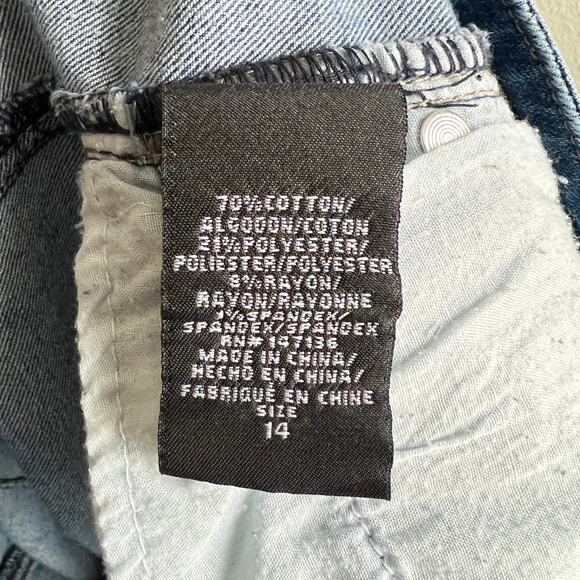 70% COTTON/
ALGODON/COTON
21% POLYESTER/
POLIESTER/POLYESTER
8% RAYON/
RAYON/RAYONNE
1% SPANDEX/
SPANDEX/SPANDEX
RN# 147136
MADE IN CHINA/
HECHO EN CHINA/
FABRIQUÉ EN CHINE
SIZE
14